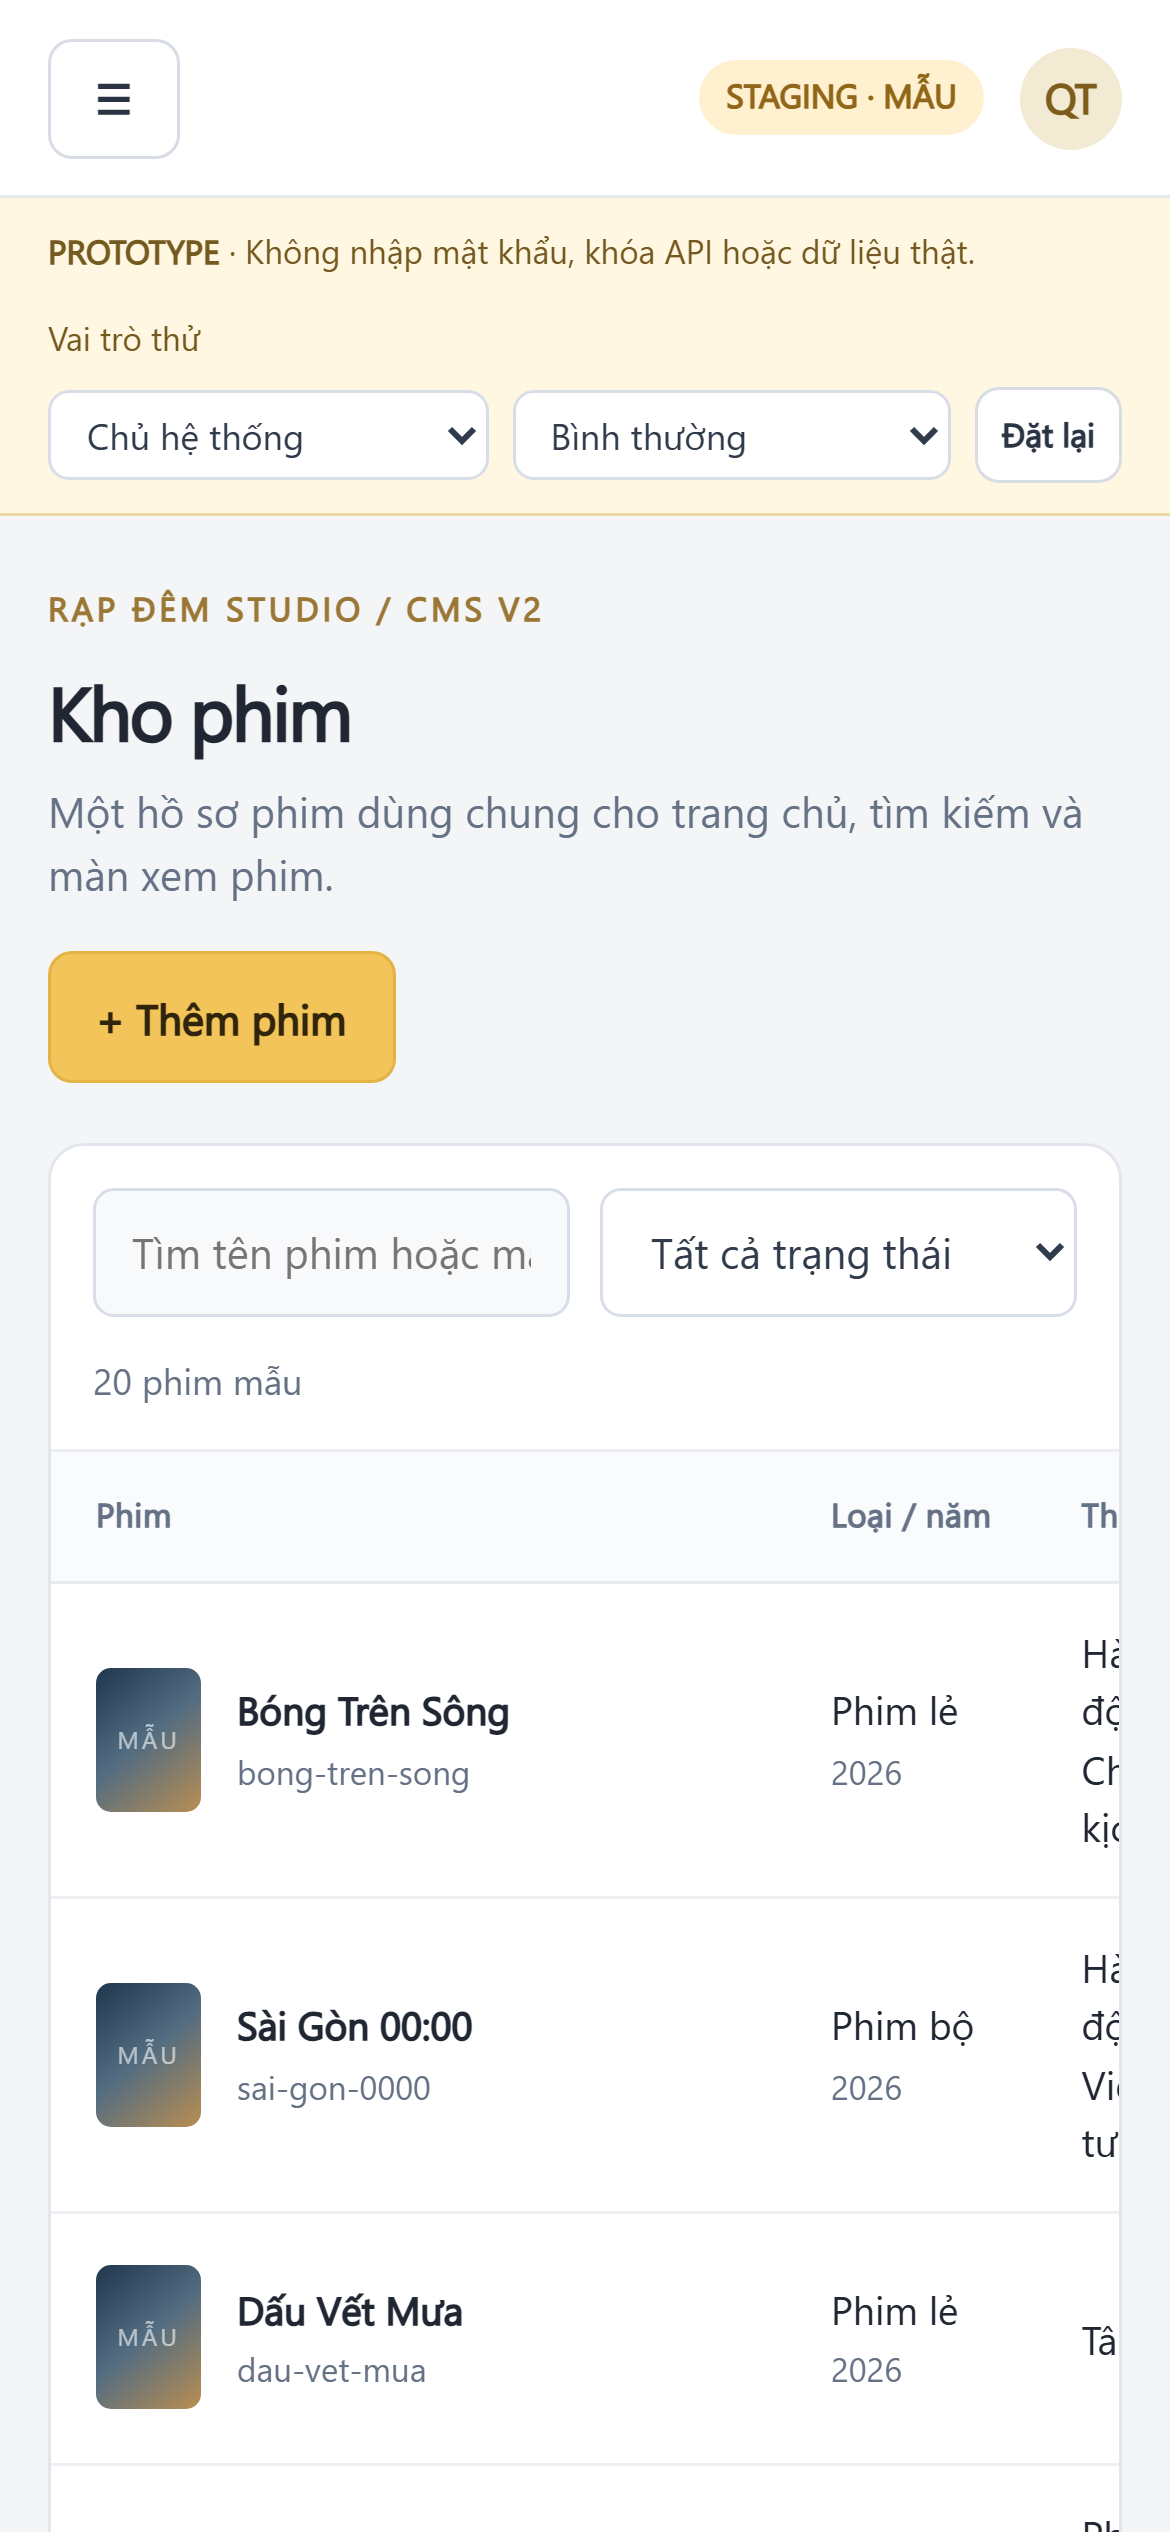 ☰
STAGING · MẪU
QT
PROTOTYPE · Không nhập mật khẩu, khóa API hoặc dữ liệu thật.
Vai trò thử
Chủ hệ thống
Bình thường
Đặt lại
RẠP ĐÊM STUDIO / CMS V2
Kho phim
Một hồ sơ phim dùng chung cho trang chủ, tìm kiếm và
màn xem phim.
+ Thêm phim
Tìm tên phim hoặc
Tất cả trạng thái
20 phim mẫu
Phim
Loại / năm
MẪU
Bóng Trên Sông
bong-tren-song
Phim lẻ
2026
MẪU
Sài Gòn 00:00
sai-gon-0000
Phim bộ
2026
MẪU
Dấu Vết Mưa
dau-vet-mua
Phim lẻ
2026